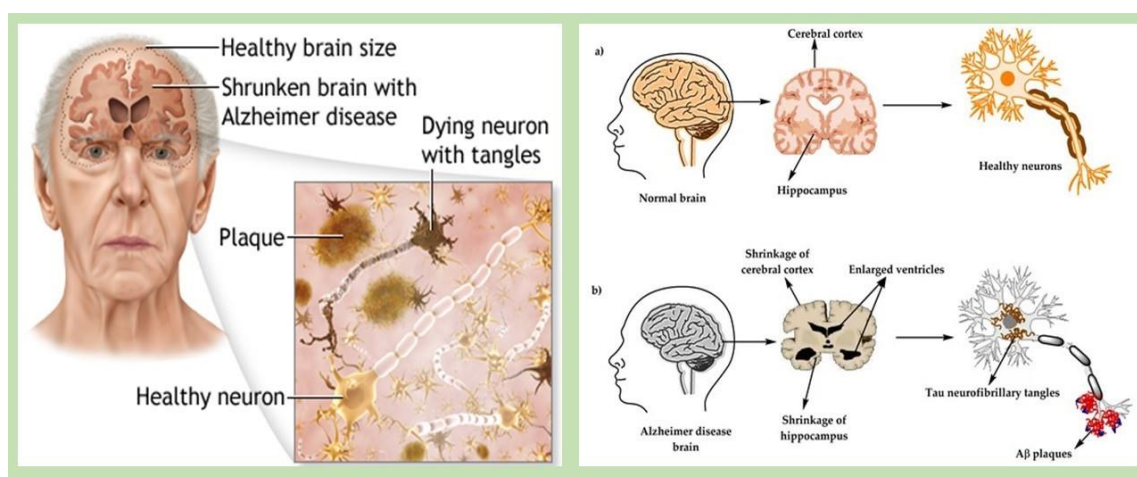 Healthy brain size
Shrunken brain with
Alzheimer disease
Dying neuron
with tangles
Plaque
Healthy neuron
a)
Cerebral cortex
Normal brain
Hippocampus
Healthy neurons
b)
Shrinkage of
cerebral cortex
Enlarged ventricles
Alzheimer disease
brain
Shrinkage of
hippocampus
Tau neurofibrillary tangles
Aβ plaques